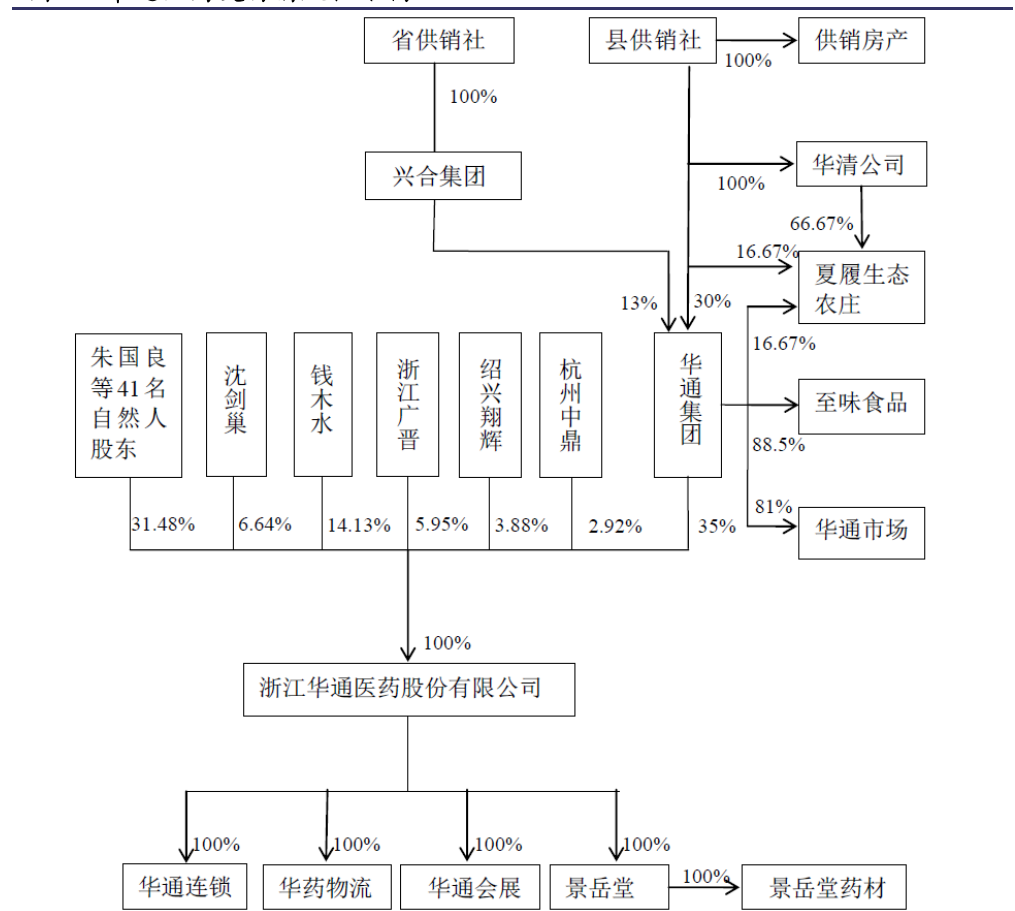 省供销社
县供销社
供销房产
100%
100%
兴合集团
华清公司
100%
66.67%
16.67%
夏履生态
农庄
13%
30%
16.67%
朱国良
等41名
自然人
股东
沈剑巢
钱木水
浙江广晋
绍兴翔辉
杭州中鼎
华通集团
至味食品
88.5%
81%
华通市场
31.48%
6.64%
14.13%
5.95%
3.88%
2.92%
35%
100%
浙江华通医药股份有限公司
100%
100%
100%
100%
华通连锁
华药物流
华通会展
景岳堂
100%
景岳堂药材